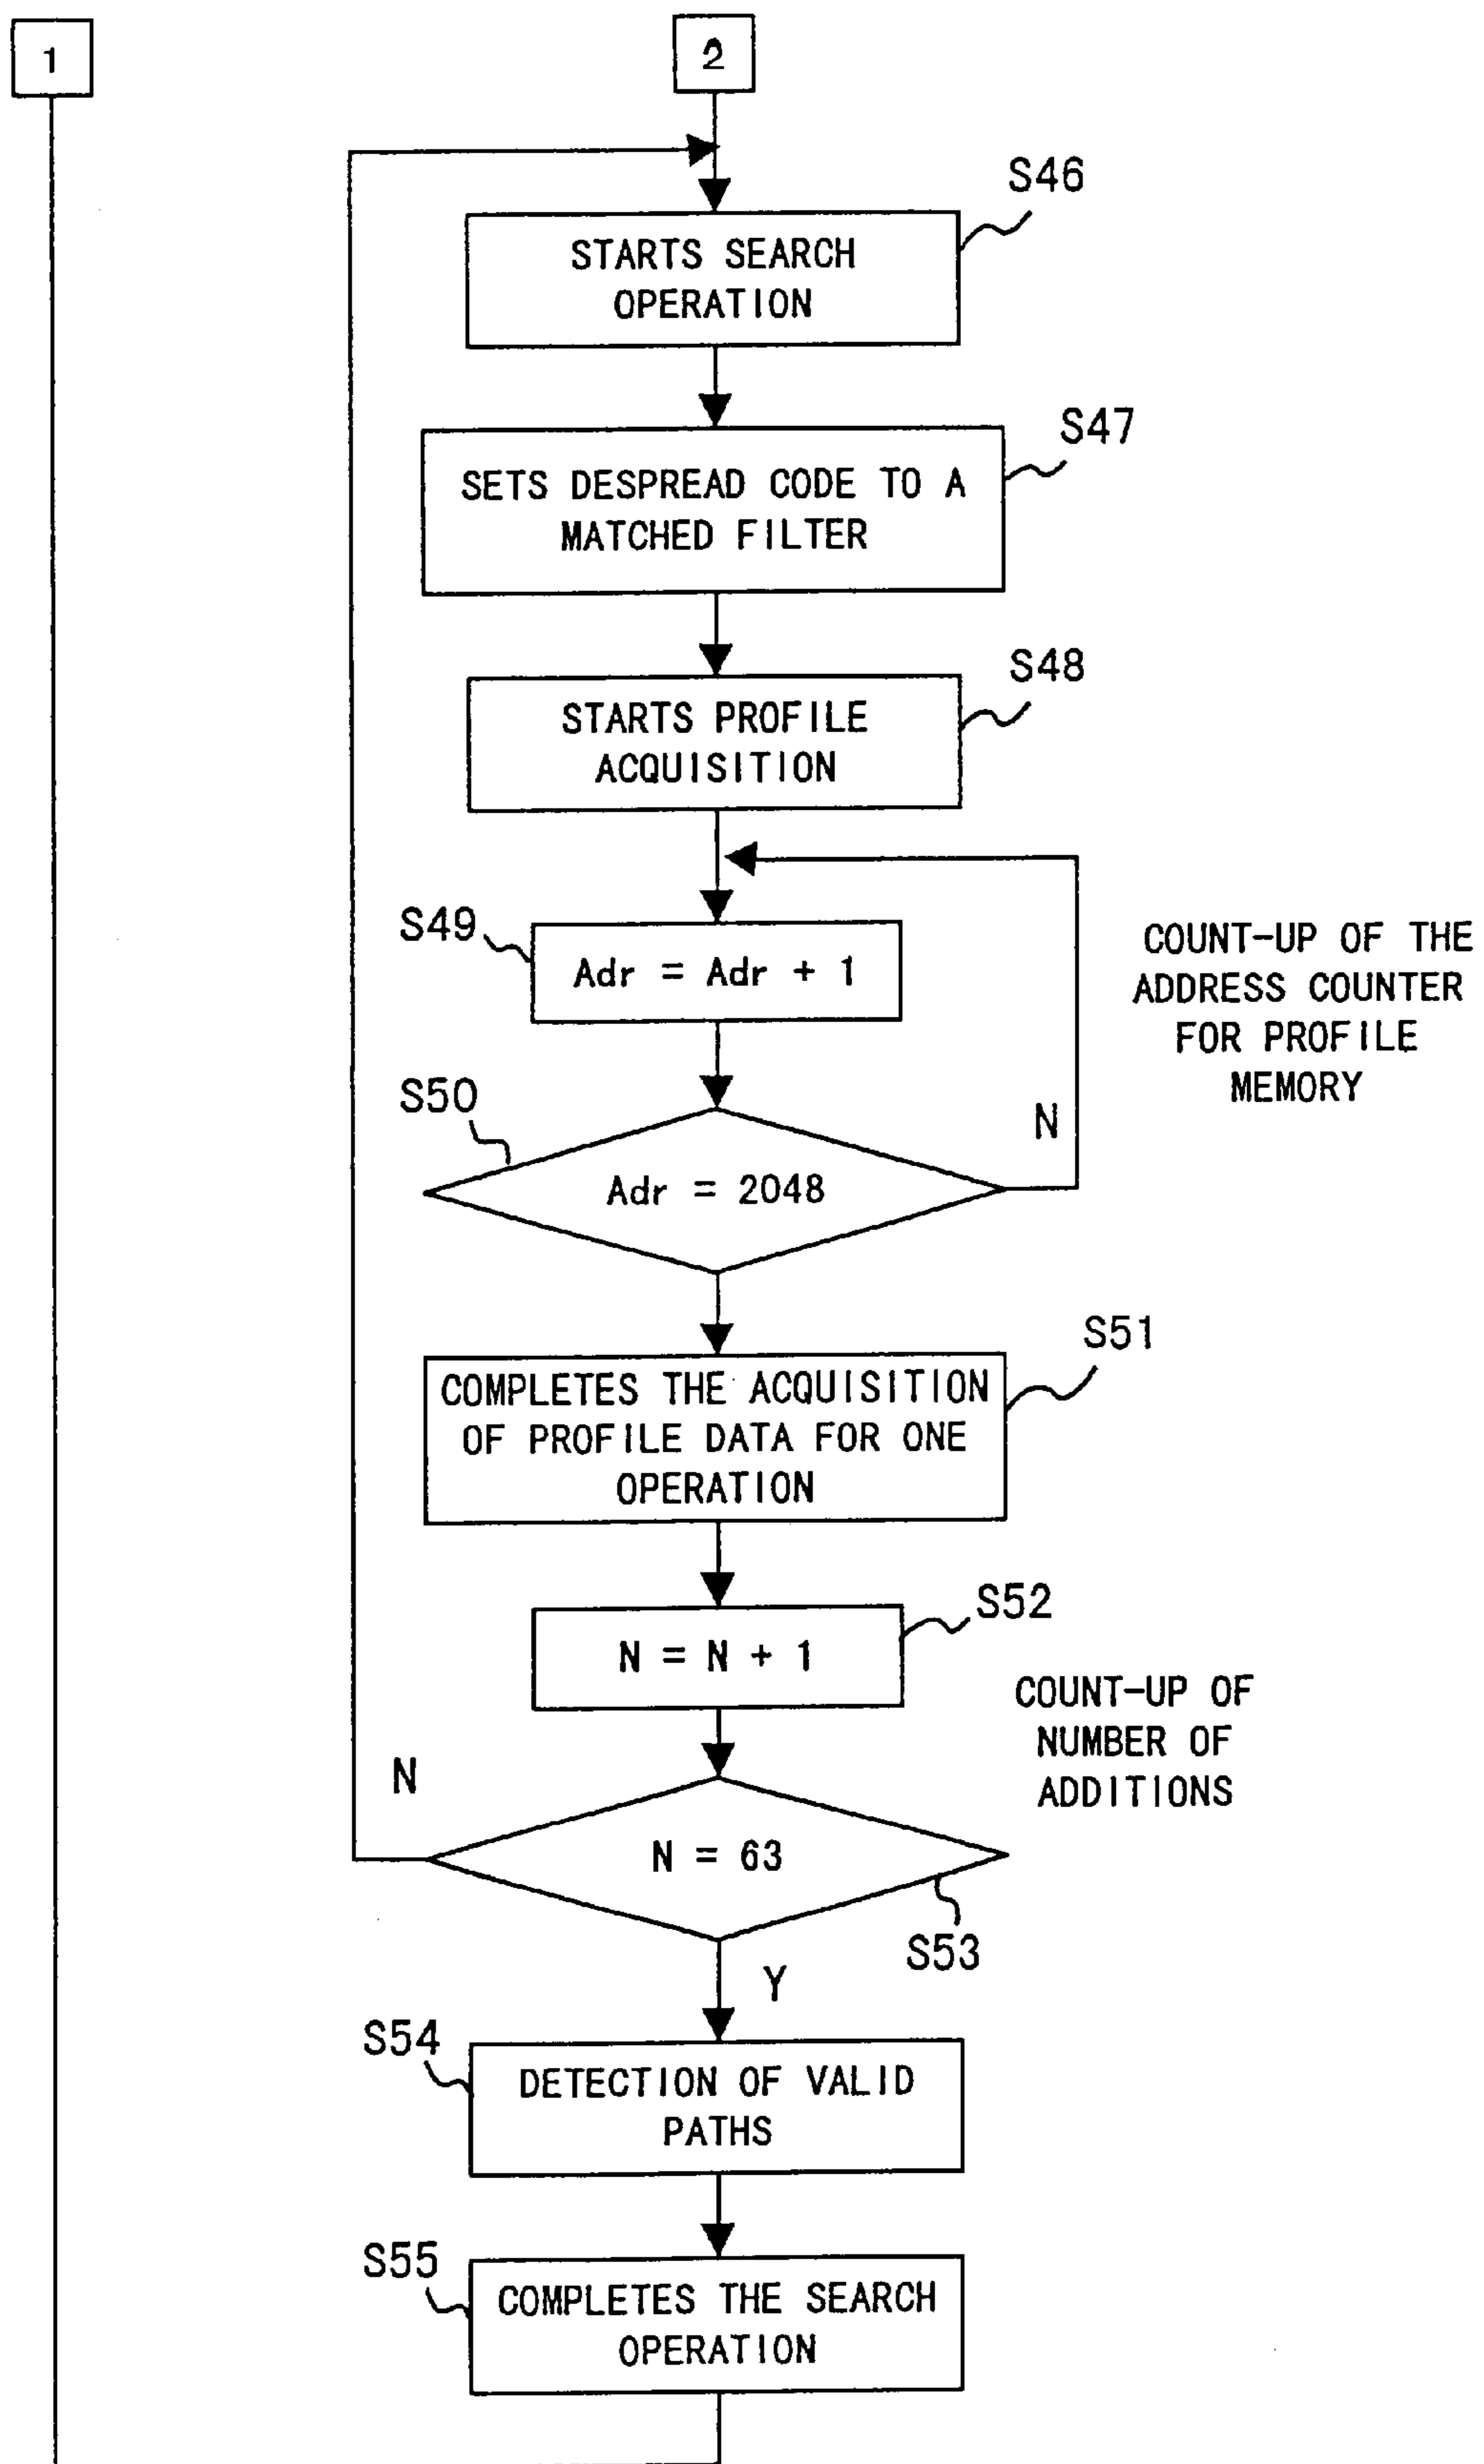 1
2
S46
STARTS SEARCH
OPERATION
S47
SETS DESPREAD CODE TO A
MATCHED FILTER
S48
STARTS PROFILE
ACQUISITION
S49
Adr = Adr + 1
COUNT-UP OF THE
ADDRESS COUNTER
FOR PROFILE
MEMORY
S50
N
Adr = 2048
S51
COMPLETES THE ACQUISITION
OF PROFILE DATA FOR ONE
OPERATION
S52
N = N + 1
COUNT-UP OF
NUMBER OF
ADDITIONS
N
N = 63
S53
Y
S54
DETECTION OF VALID
PATHS
S55
COMPLETES THE SEARCH
OPERATION